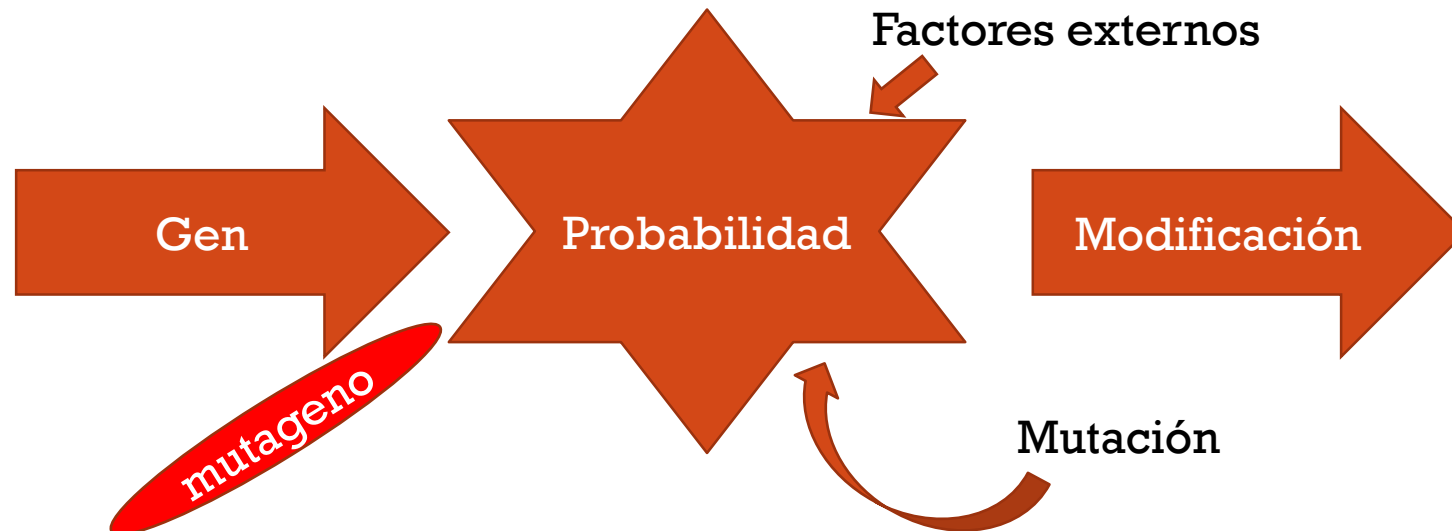 Factores externos
Gen
Probabilidad
Modificación
mutageno
Mutación